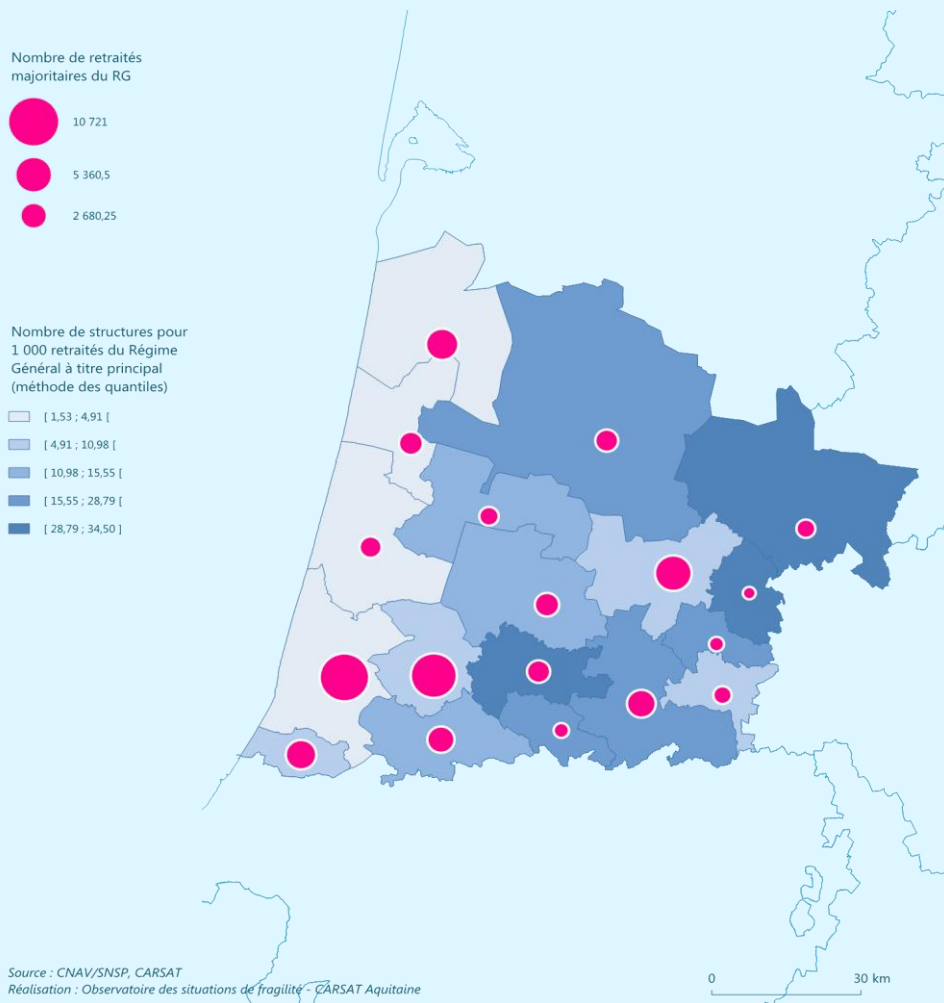 Nombre de retraités
majoritaires du RG
10 721
5 360,5
2 680,25
Nombre de structures pour
1 000 retraités du Régime
Général à titre principal
(méthode des quantiles)
[ 1,53 ; 4,91 [
[ 4,91 ; 10,98 [
[ 10,98 ; 15,55 [
[ 15,55 ; 28,79 [
[ 28,79 ; 34,50 ]
Source : CNAV/SNSP, CARSAT
Réalisation : Observatoire des situations de fragilité - CARSAT Aquitaine
0 30 km